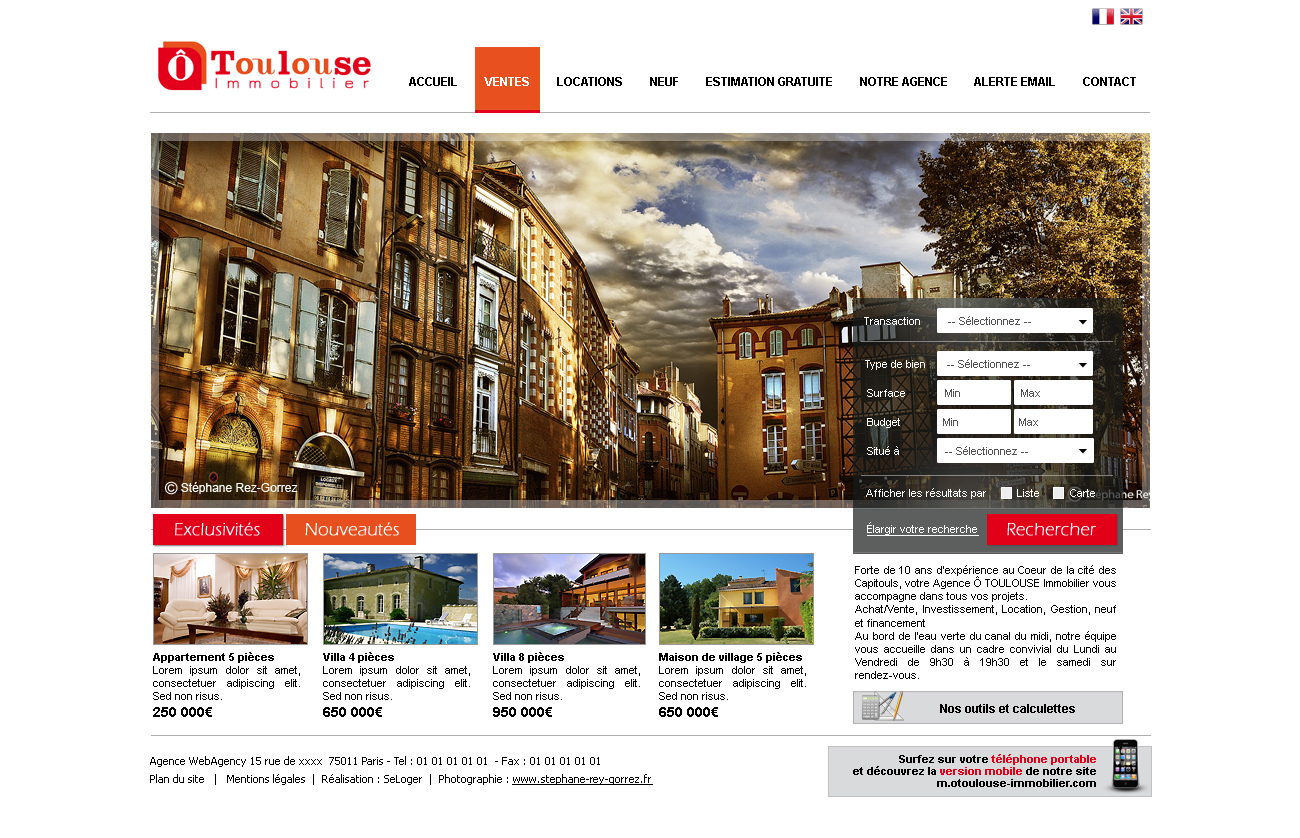 Ô Toulouse
Immobilier
ACCUEIL VENTES LOCATIONS NEUF ESTIMATION GRATUITE NOTRE AGENCE ALERTE EMAIL CONTACT
Transaction -- Sélectionnez --
Type de bien -- Sélectionnez --
Surface Min Max
Budget Min Max
Situé à -- Sélectionnez --
Afficher les résultats par Liste Carte
© Stéphane Rez-Gorrez
phane Rey
Élargir votre recherche Rechercher
Exclusivités Nouveautés
Appartement 5 pièces
Lorem ipsum dolor sit amet,
consectetuer adipiscing elit.
Sed non risus.
250 000€
Villa 4 pièces
Lorem ipsum dolor sit amet,
consectetuer adipiscing elit.
Sed non risus.
650 000€
Villa 8 pièces
Lorem ipsum dolor sit amet,
consectetuer adipiscing elit.
Sed non risus.
950 000€
Maison de village 5 pièces
Lorem ipsum dolor sit amet,
consectetuer adipiscing elit.
Sed non risus.
650 000€
Forte de 10 ans d'expérience au Coeur de la cité des
Capitouls, votre Agence Ô TOULOUSE Immobilier vous
accompagne dans tous vos projets.
Achat/Vente, Investissement, Location, Gestion, neuf
et financement
Au bord de l'eau verte du canal du midi, notre équipe
vous accueille dans un cadre convivial du Lundi au
Vendredi de 9h30 à 19h30 et le samedi sur
rendez-vous.
Nos outils et calculettes
Agence WebAgency 15 rue de xxxx 75011 Paris - Tel : 01 01 01 01 01 - Fax : 01 01 01 01 01
Plan du site | Mentions légales | Réalisation : SeLoger | Photographie : www.stephane-rey-gorrez.fr
Surfez sur votre téléphone portable
et découvrez la version mobile de notre site
m.otoulouse-immobilier.com